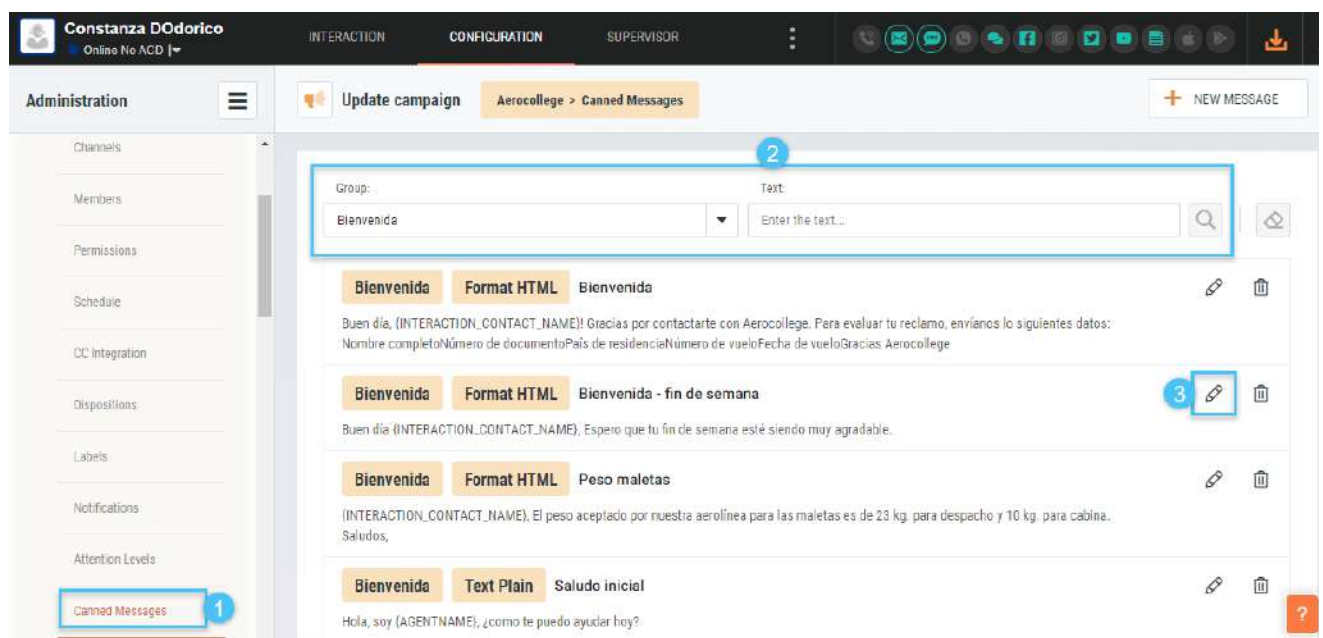 Constanza DOdorico
Online No ACD
INTERACTION
CONFIGURATION
SUPERVISOR
Administration
Update campaign
Aerocollege > Canned Messages
+ NEW MESSAGE
Channels
Members
Permissions
Schedule
CC Integration
Dispositions
Labels
Notifications
Attention Levels
Canned Messages
1
2
Group:
Text:
Bienvenida
Enter the text...
Bienvenida Format HTML Bienvenida
Buen día, {INTERACTION_CONTACT_NAME}! Gracias por contactarte con Aerocollege. Para evaluar tu reclamo, envíanos lo siguientes datos:
Nombre completoNúmero de documentoPaís de residenciaNúmero de vueloFecha de vueloGracias Aerocollege
Bienvenida Format HTML Bienvenida - fin de semana
3
Buen día {INTERACTION_CONTACT_NAME}, Espero que tu fin de semana esté siendo muy agradable.
Bienvenida Format HTML Peso maletas
{INTERACTION_CONTACT_NAME}, El peso aceptado por nuestra aerolínea para las maletas es de 23 kg. para despacho y 10 kg. para cabina.
Saludos,
Bienvenida Text Plain Saludo inicial
Hola, soy {AGENTNAME}, ¿como te puedo ayudar hoy?
?